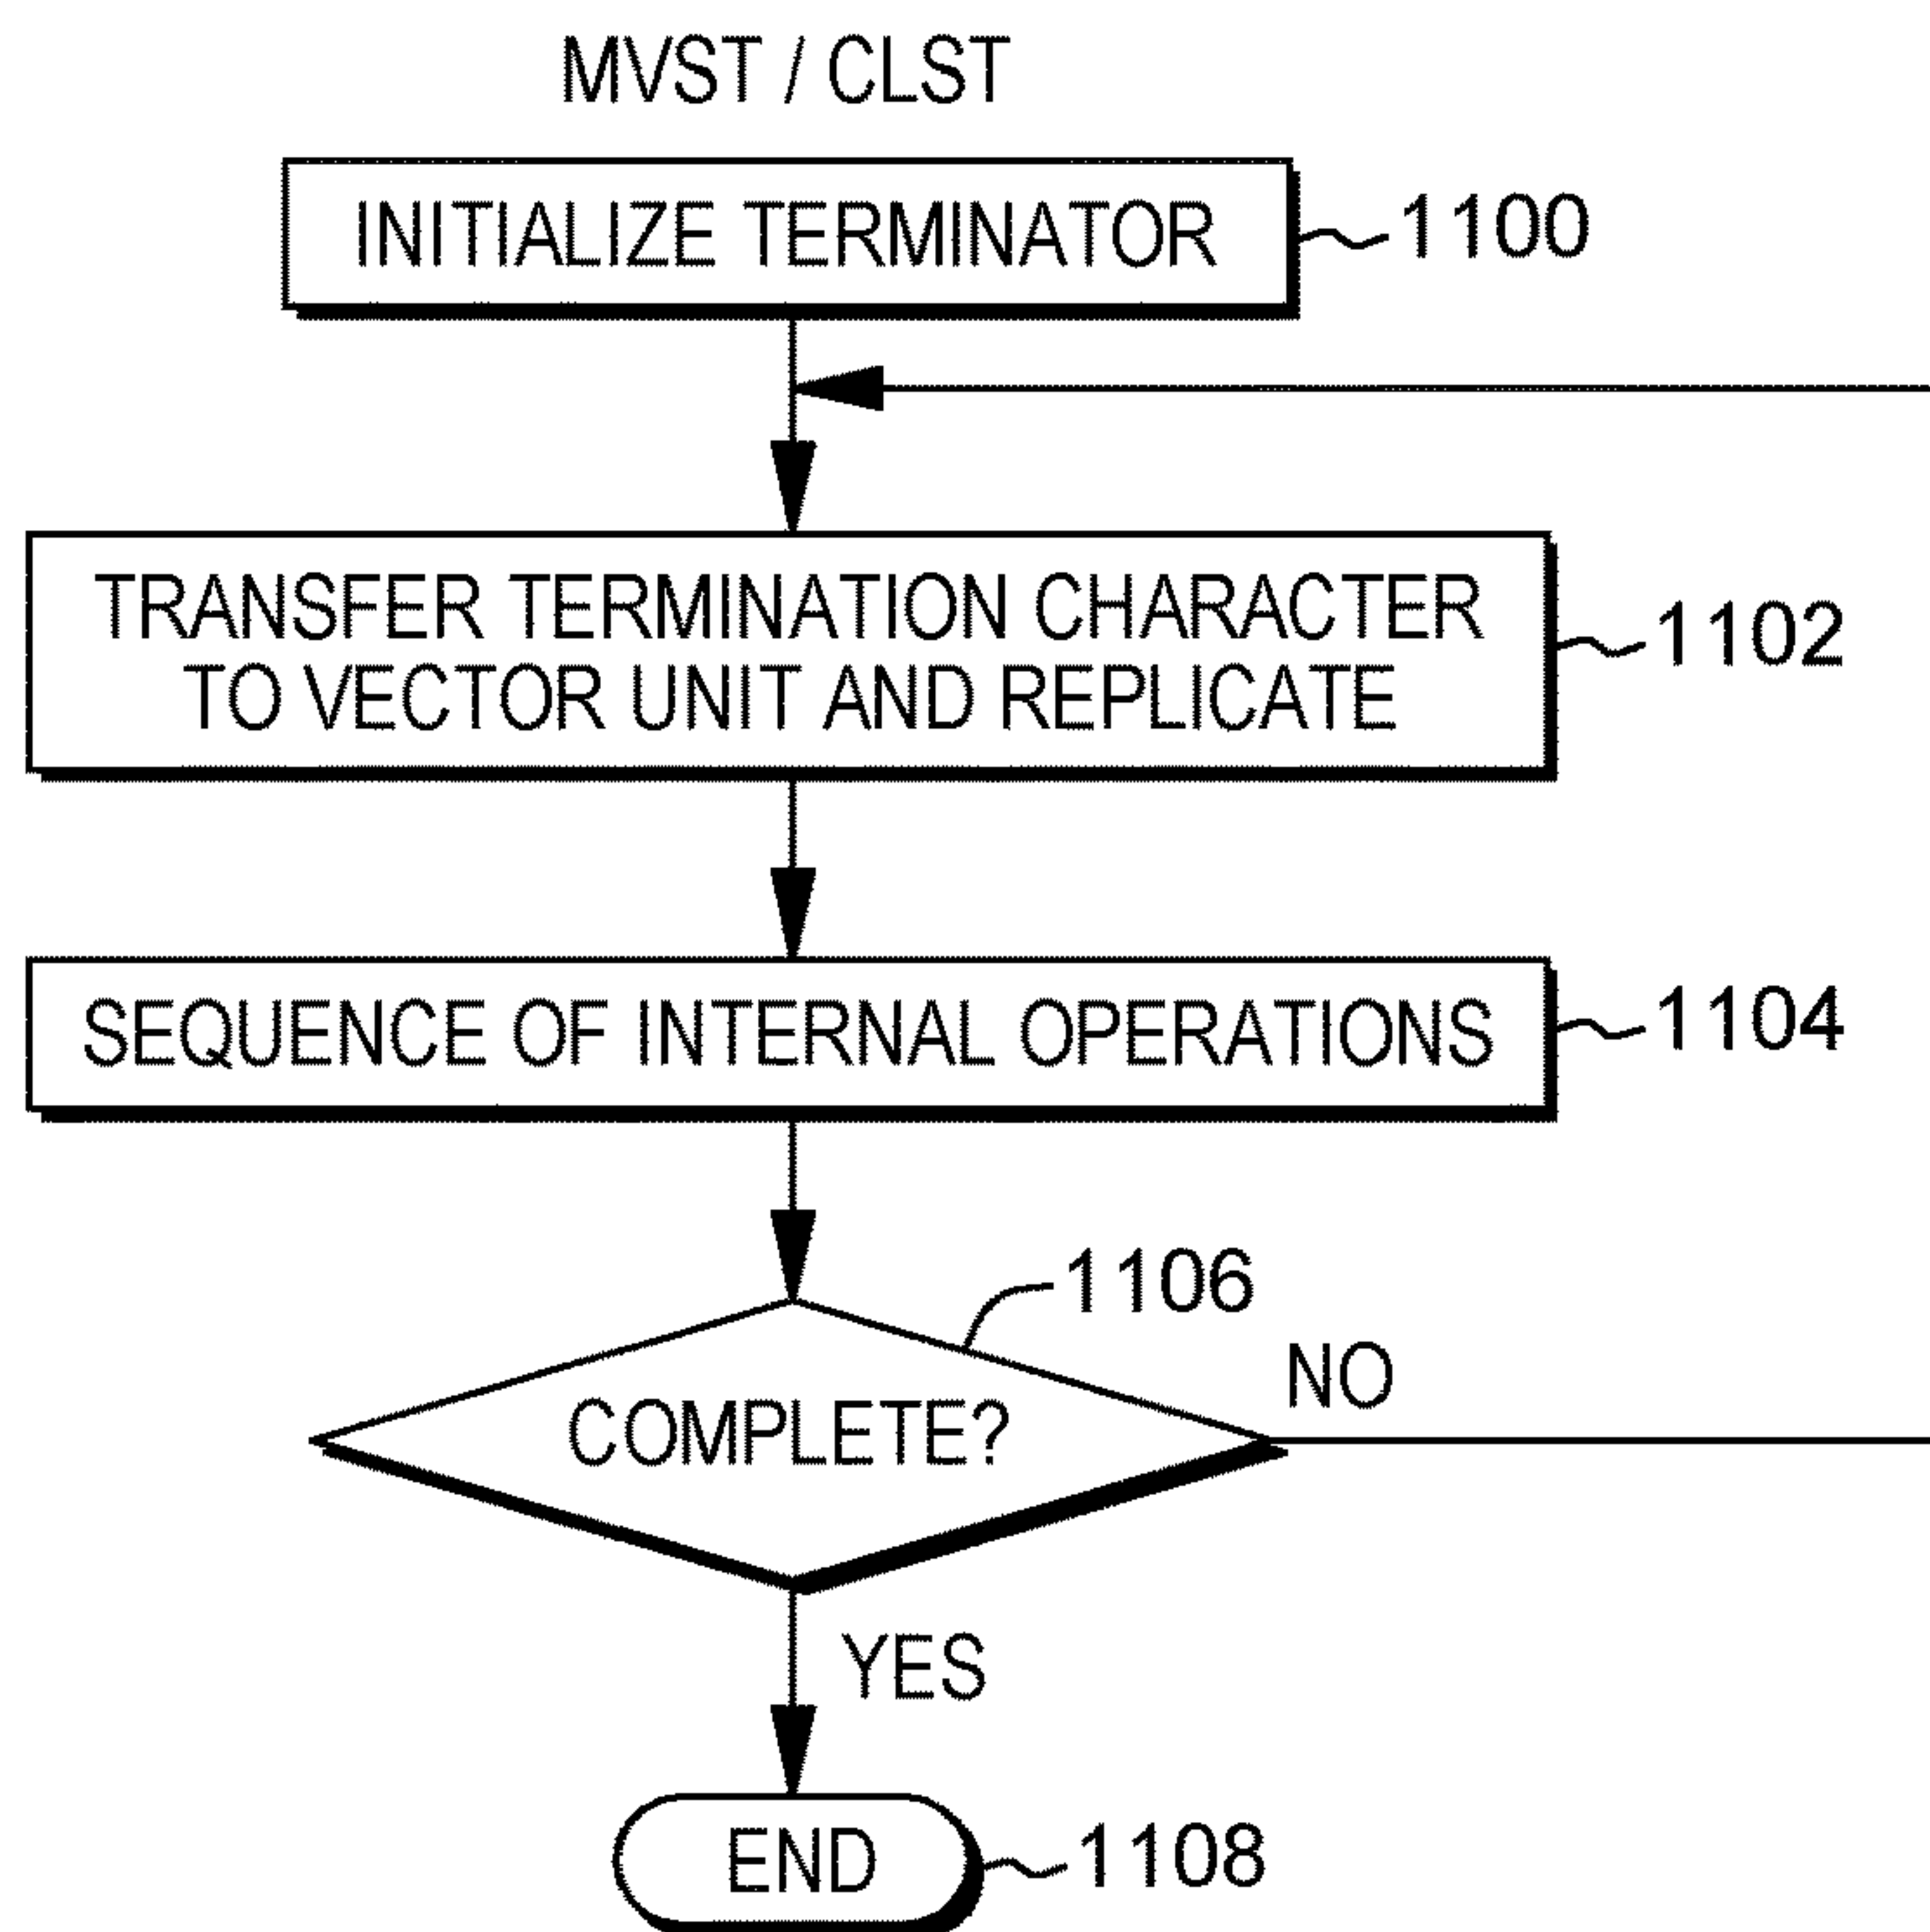 MVST / CLST
INITIALIZE TERMINATOR
1100
TRANSFER TERMINATION CHARACTER
TO VECTOR UNIT AND REPLICATE
1102
SEQUENCE OF INTERNAL OPERATIONS
1104
1106
COMPLETE?
NO
YES
END
1108